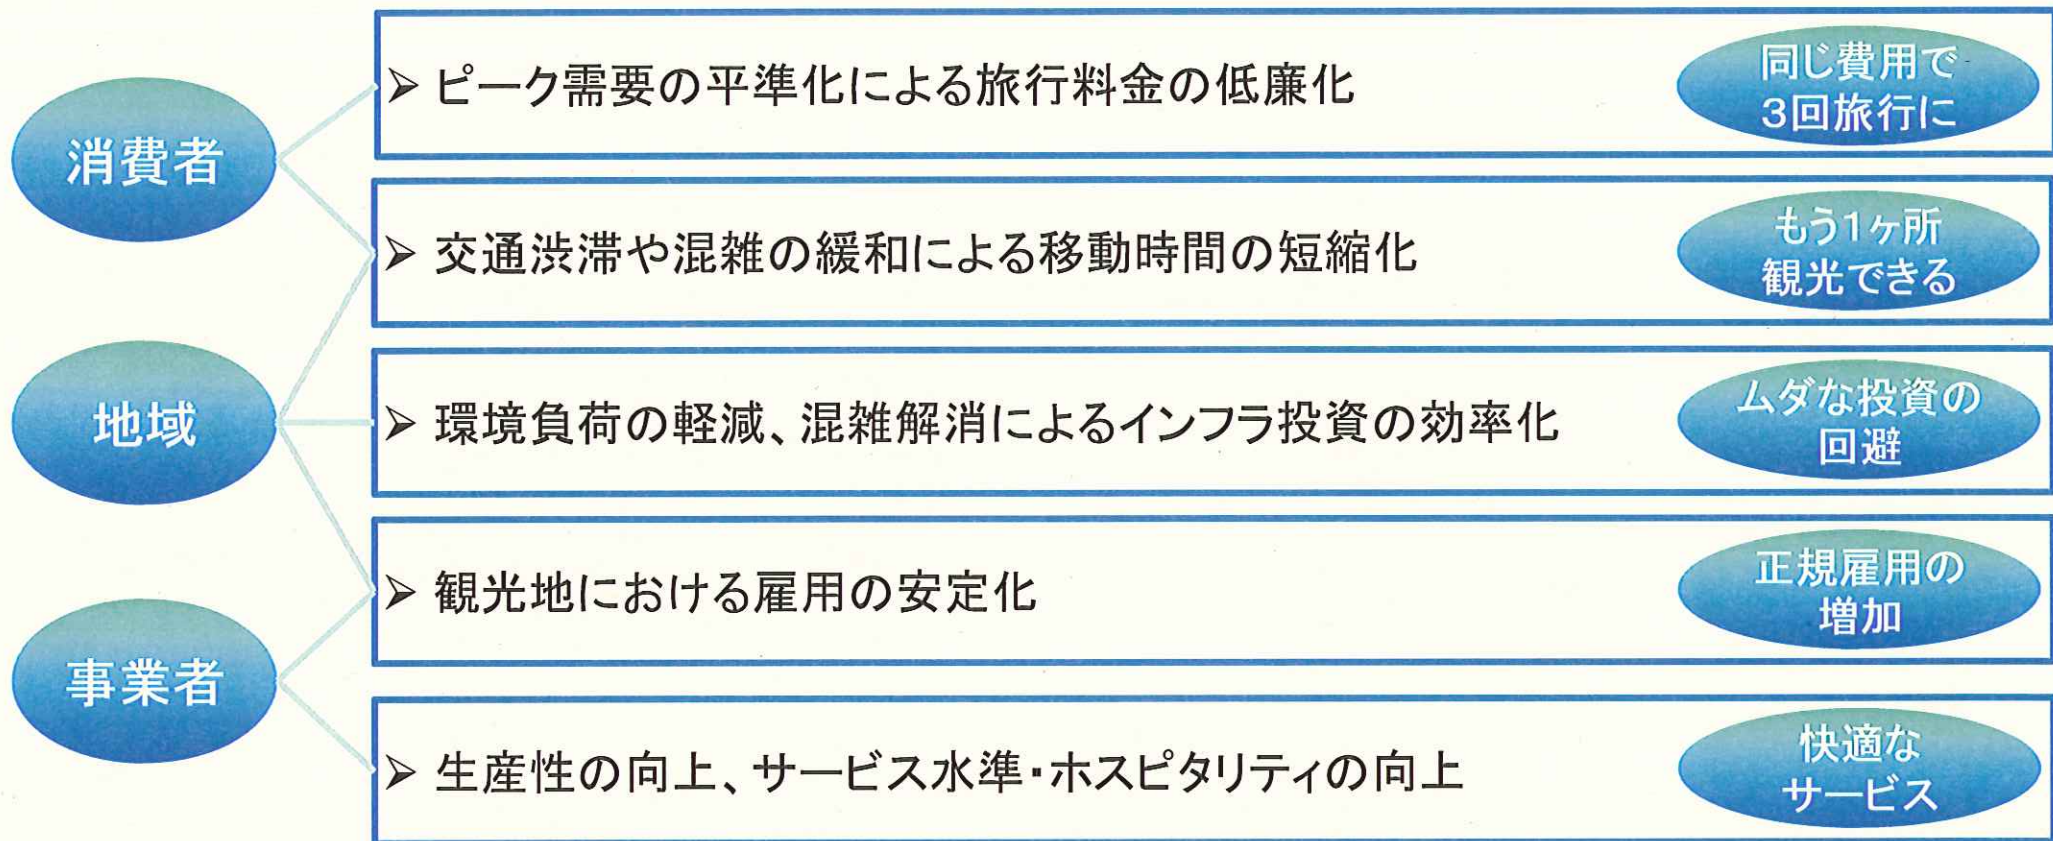 消費者
➢ ピーク需要の平準化による旅行料金の低廉化
同じ費用で
3回旅行に
➢ 交通渋滞や混雑の緩和による移動時間の短縮化
もう1ヶ所
観光できる
地域
➢ 環境負荷の軽減、混雑解消によるインフラ投資の効率化
ムダな投資の
回避
➢ 観光地における雇用の安定化
正規雇用の
増加
事業者
➢ 生産性の向上、サービス水準・ホスピタリティの向上
快適な
サービス